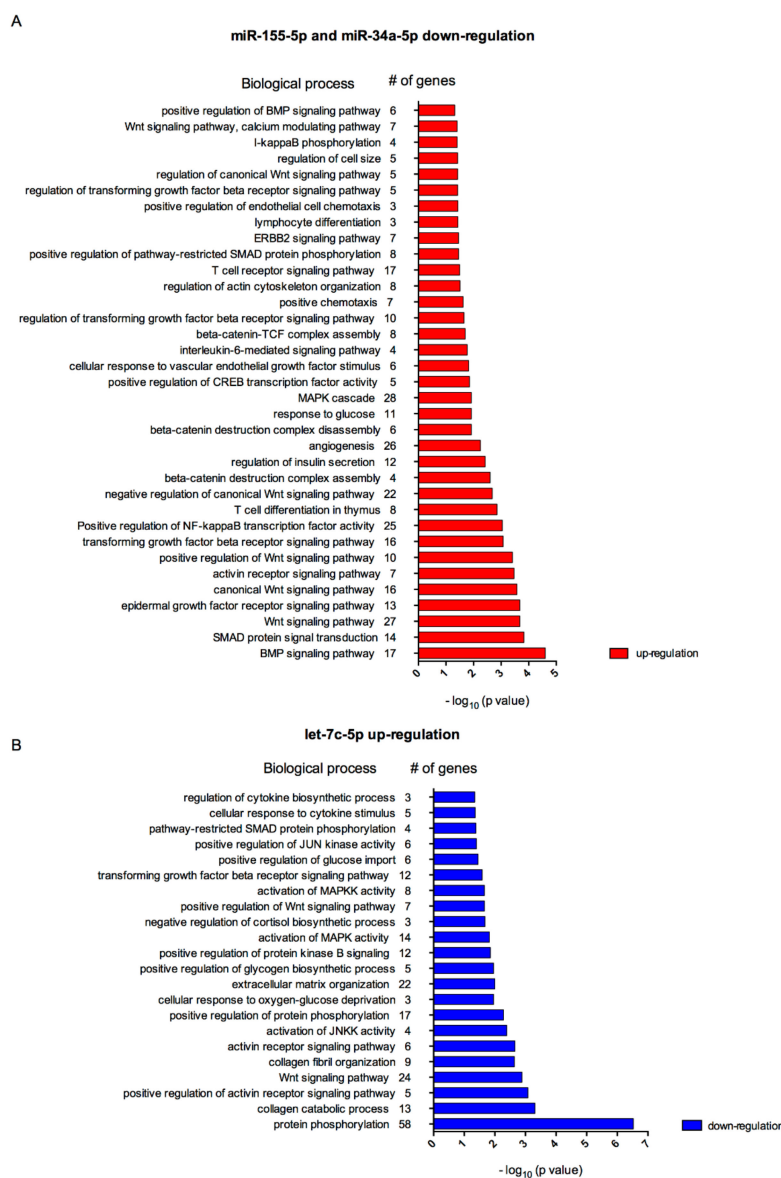 A
miR-155-5p and miR-34a-5p down-regulation
Biological process # of genes
positive regulation of BMP signaling pathway 6
Wnt signaling pathway, calcium modulating pathway 7
I-kappaB phosphorylation 4
regulation of cell size 5
regulation of canonical Wnt signaling pathway 5
regulation of transforming growth factor beta receptor signaling pathway 5
positive regulation of endothelial cell chemotaxis 3
lymphocyte differentiation 3
ERBB2 signaling pathway 7
positive regulation of pathway-restricted SMAD protein phosphorylation 8
T cell receptor signaling pathway 17
regulation of actin cytoskeleton organization 8
positive chemotaxis 7
regulation of transforming growth factor beta receptor signaling pathway 10
beta-catenin-TCF complex assembly 8
interleukin-6-mediated signaling pathway 4
cellular response to vascular endothelial growth factor stimulus 6
positive regulation of CREB transcription factor activity 5
MAPK cascade 28
response to glucose 11
beta-catenin destruction complex disassembly 6
angiogenesis 26
regulation of insulin secretion 12
beta-catenin destruction complex assembly 4
negative regulation of canonical Wnt signaling pathway 22
T cell differentiation in thymus 8
Positive regulation of NF-kappaB transcription factor activity 25
transforming growth factor beta receptor signaling pathway 16
positive regulation of Wnt signaling pathway 10
activin receptor signaling pathway 7
canonical Wnt signaling pathway 16
epidermal growth factor receptor signaling pathway 13
Wnt signaling pathway 27
SMAD protein signal transduction 14
BMP signaling pathway 17
up-regulation
0 1 2 3 4 5
- log10 (p value)
B
let-7c-5p up-regulation
Biological process # of genes
regulation of cytokine biosynthetic process 3
cellular response to cytokine stimulus 5
pathway-restricted SMAD protein phosphorylation 4
positive regulation of JUN kinase activity 6
positive regulation of glucose import 6
transforming growth factor beta receptor signaling pathway 12
activation of MAPKK activity 8
positive regulation of Wnt signaling pathway 7
negative regulation of cortisol biosynthetic process 3
activation of MAPK activity 14
positive regulation of protein kinase B signaling 12
positive regulation of glycogen biosynthetic process 5
extracellular matrix organization 22
cellular response to oxygen-glucose deprivation 3
positive regulation of protein phosphorylation 17
activation of JNKK activity 4
activin receptor signaling pathway 6
collagen fibril organization 9
Wnt signaling pathway 24
positive regulation of activin receptor signaling pathway 5
collagen catabolic process 13
protein phosphorylation 58
down-regulation
0 1 2 3 4 5 6 7
- log10 (p value)